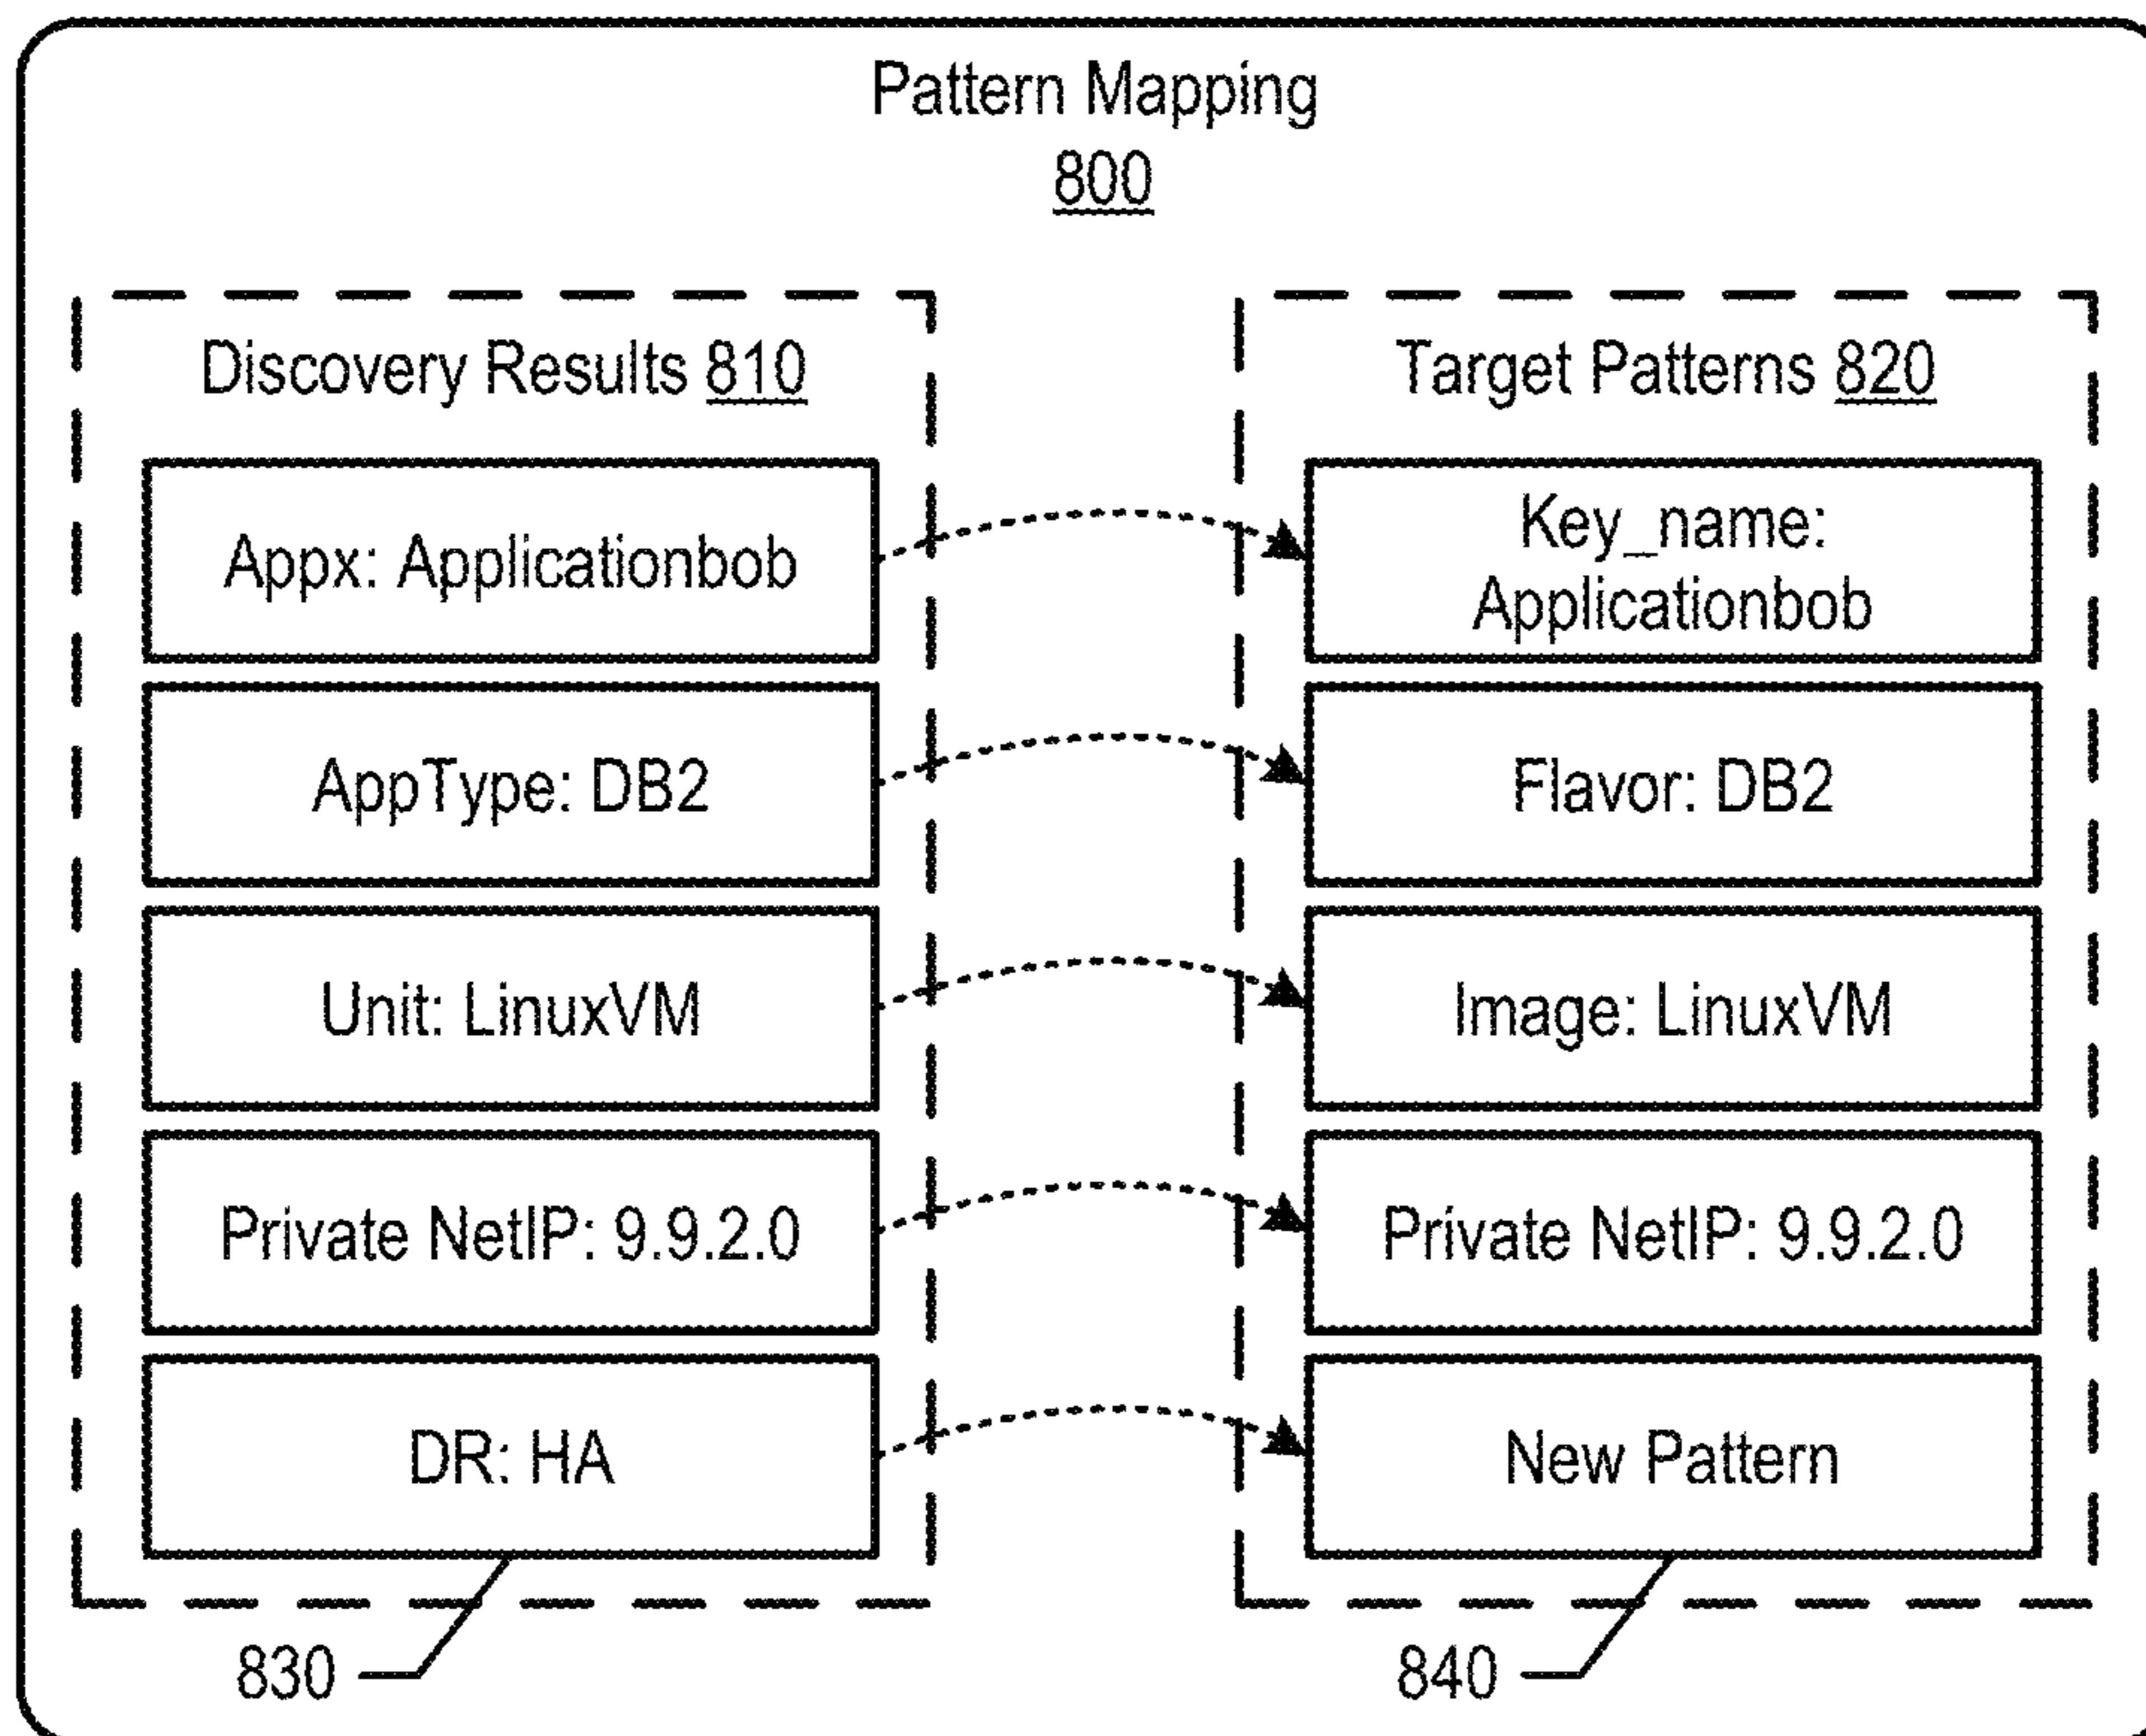 Pattern Mapping
800
Discovery Results 810
Target Patterns 820
Appx: Applicationbob
Key_name:
Applicationbob
AppType: DB2
Flavor: DB2
Unit: LinuxVM
Image: LinuxVM
Private NetIP: 9.9.2.0
Private NetIP: 9.9.2.0
DR: HA
New Pattern
830
840